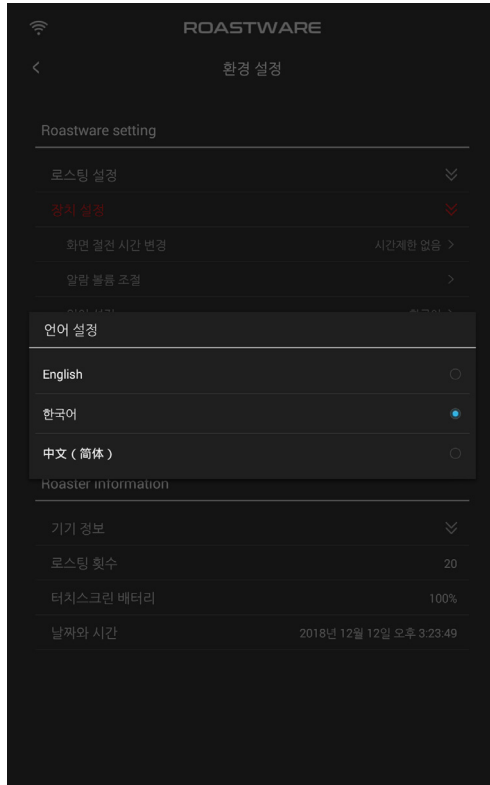 ROASTWARE
환경 설정
Roastware setting
로스팅 설정
장치 설정
화면 절전 시간 변경 시간제한 없음
알람 볼륨 조절
언어 설정
English
한국어
中文（简体）
Roaster information
기기 정보
로스팅 횟수 20
터치스크린 배터리 100%
날짜와 시간 2018년 12월 12일 오후 3:23:49